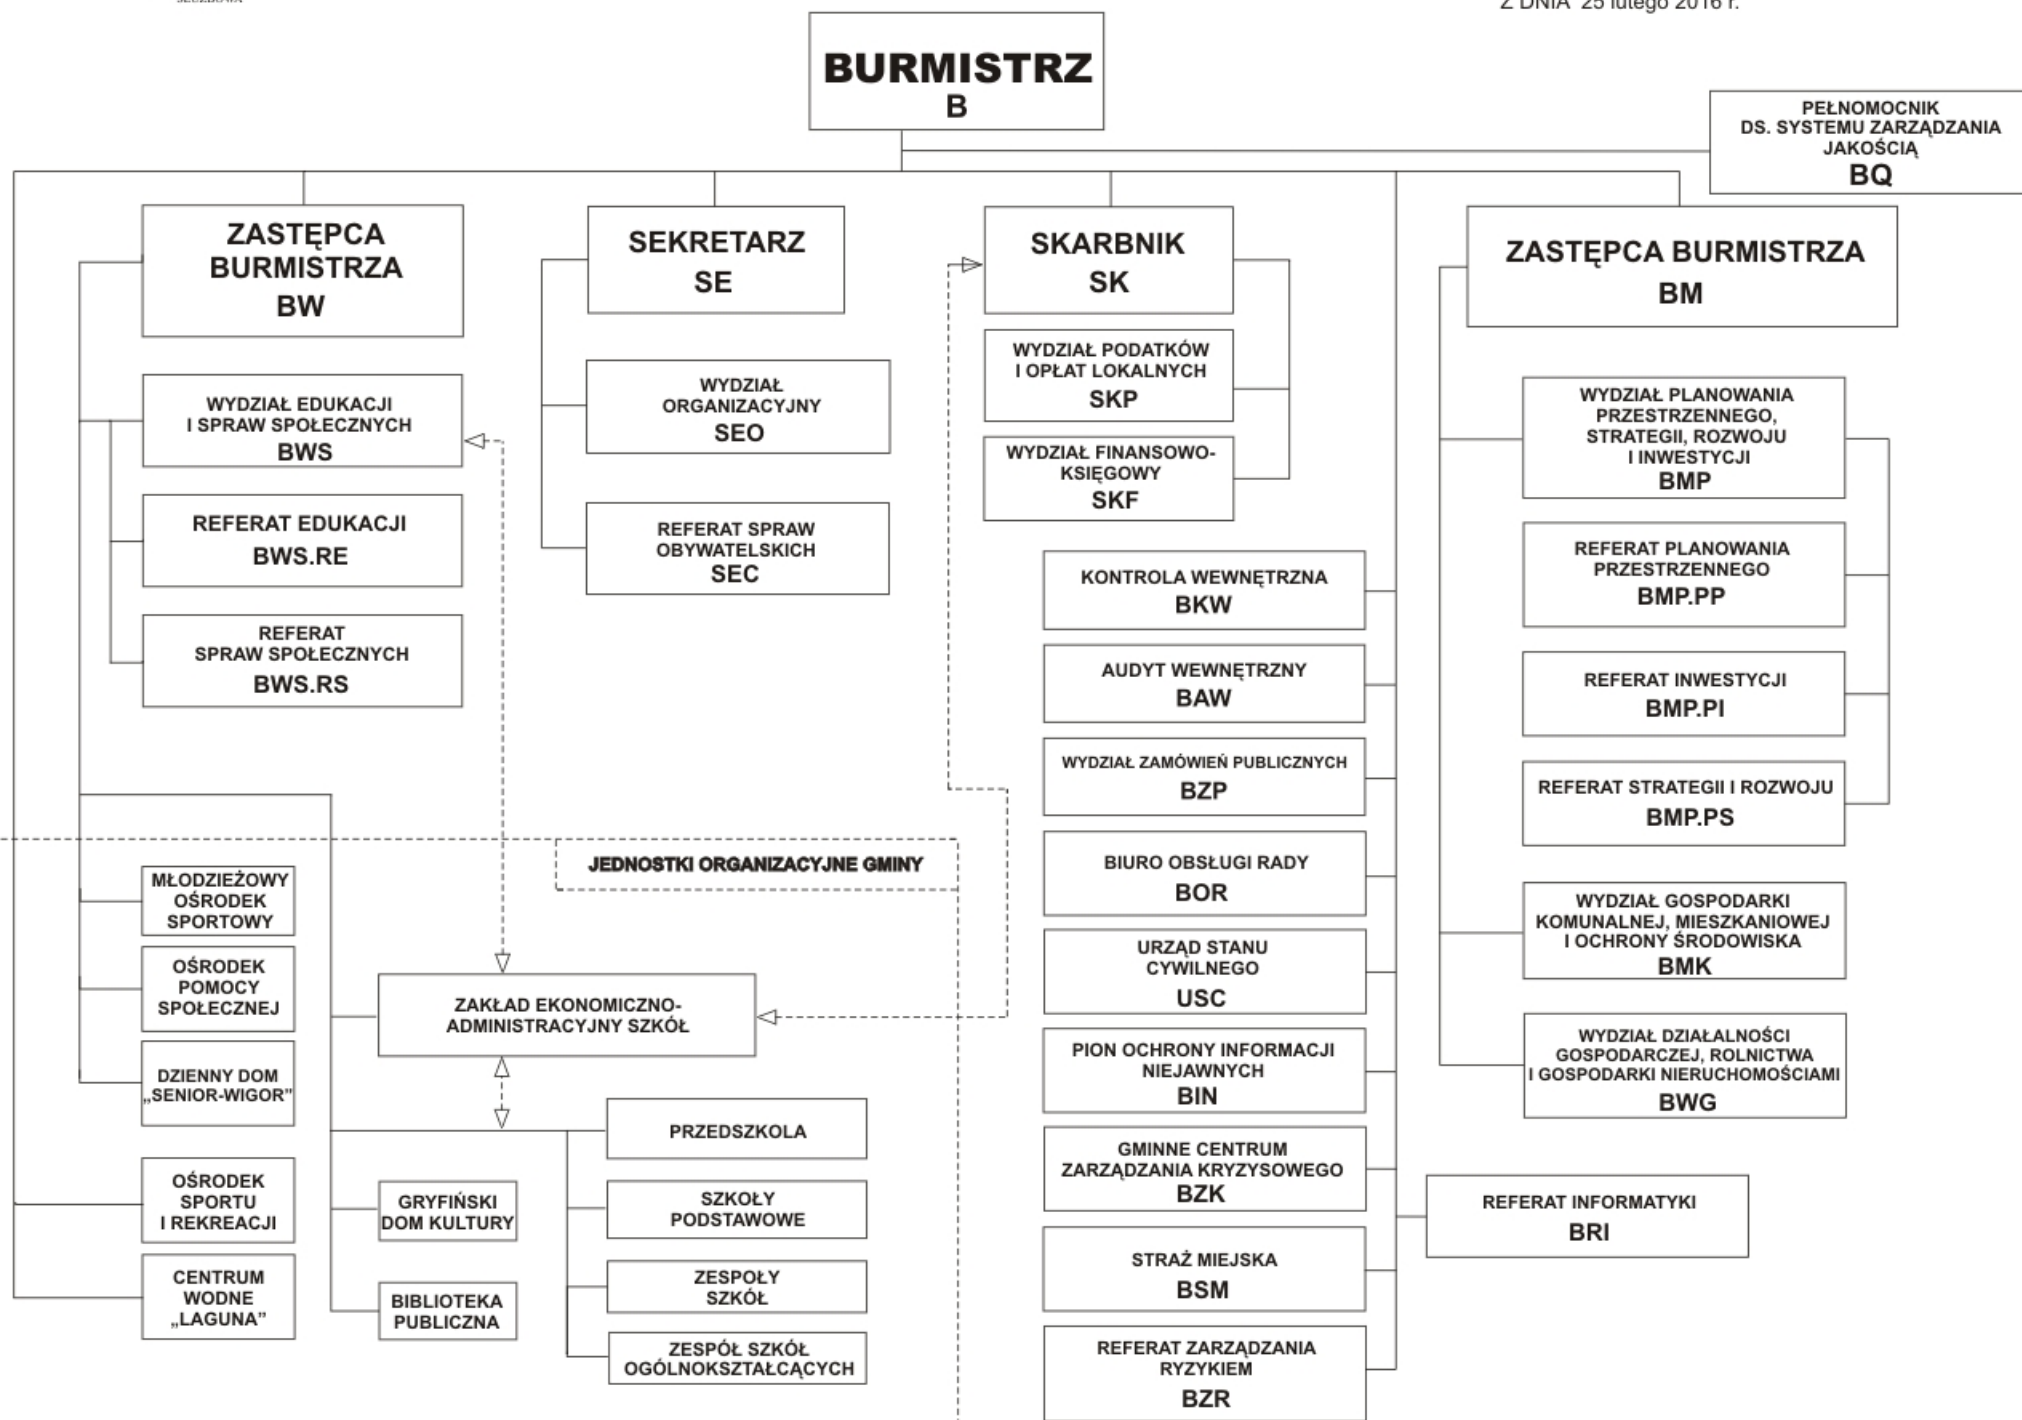 Z DNIA 25 lutego 2016 r.
BURMISTRZ
B
PEŁNOMOCNIK
DS. SYSTEMU ZARZĄDZANIA
JAKOŚCIĄ
BQ
ZASTĘPCA
BURMISTRZA
BW
SEKRETARZ
SE
SKARBNIK
SK
ZASTĘPCA BURMISTRZA
BM
WYDZIAŁ EDUKACJI
I SPRAW SPOŁECZNYCH
BWS
REFERAT EDUKACJI
BWS.RE
REFERAT
SPRAW SPOŁECZNYCH
BWS.RS
WYDZIAŁ
ORGANIZACYJNY
SEO
REFERAT SPRAW
OBYWATELSKICH
SEC
WYDZIAŁ PODATKÓW
I OPŁAT LOKALNYCH
SKP
WYDZIAŁ FINANSOWO-
KSIĘGOWY
SKF
KONTROLA WEWNĘTRZNA
BKW
AUDYT WEWNĘTRZNY
BAW
WYDZIAŁ ZAMÓWIEŃ PUBLICZNYCH
BZP
BIURO OBSŁUGI RADY
BOR
URZĄD STANU
CYWILNEGO
USC
PION OCHRONY INFORMACJI
NIEJAWNYCH
BIN
GMINNE CENTRUM
ZARZĄDZANIA KRYZYSOWEGO
BZK
STRAŻ MIEJSKA
BSM
REFERAT ZARZĄDZANIA
RYZYKIEM
BZR
WYDZIAŁ PLANOWANIA
PRZESTRZENNEGO,
STRATEGII, ROZWOJU
I INWESTYCJI
BMP
REFERAT PLANOWANIA
PRZESTRZENNEGO
BMP.PP
REFERAT INWESTYCJI
BMP.PI
REFERAT STRATEGII I ROZWOJU
BMP.PS
WYDZIAŁ GOSPODARKI
KOMUNALNEJ, MIESZKANIOWEJ
I OCHRONY ŚRODOWISKA
BMK
WYDZIAŁ DZIAŁALNOŚCI
GOSPODARCZEJ, ROLNICTWA
I GOSPODARKI NIERUCHOMOŚCIAMI
BWG
REFERAT INFORMATYKI
BRI
JEDNOSTKI ORGANIZACYJNE GMINY
MŁODZIEŻOWY
OŚRODEK
SPORTOWY
OŚRODEK
POMOCY
SPOŁECZNEJ
DZIENNY DOM
„SENIOR-WIGOR”
OŚRODEK
SPORTU
I REKREACJI
CENTRUM
WODNE
„LAGUNA”
ZAKŁAD EKONOMICZNO-
ADMINISTRACYJNY SZKÓŁ
GRYFIŃSKI
DOM KULTURY
BIBLIOTEKA
PUBLICZNA
PRZEDSZKOLA
SZKOŁY
PODSTAWOWE
ZESPOŁY
SZKÓŁ
ZESPÓŁ SZKÓŁ
OGÓLNOKSZTAŁCĄCYCH